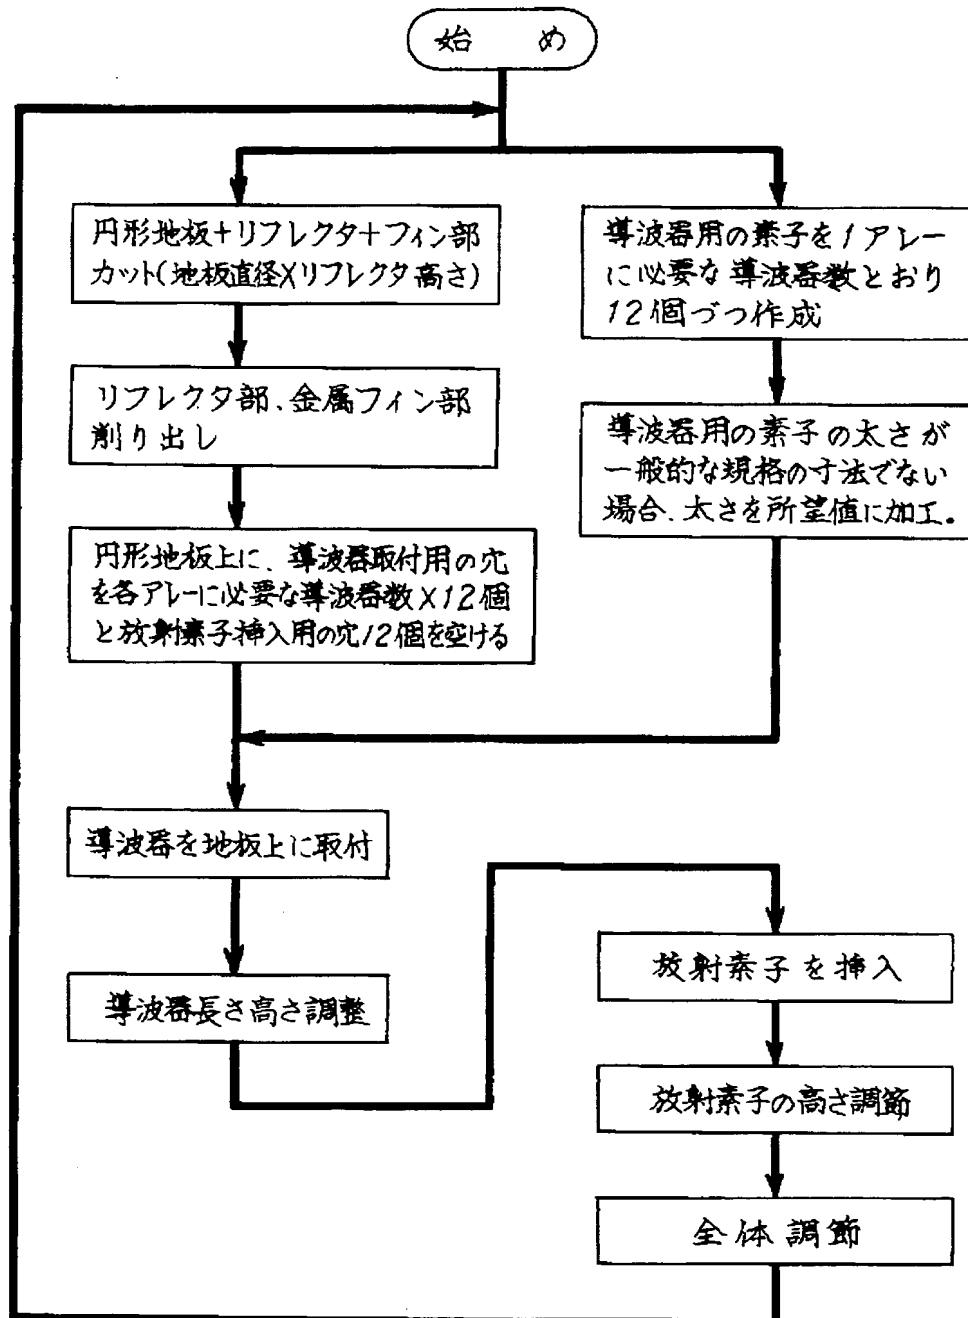 始 め
円形地板+リフレクタ+フィン部
カット(地板直径×リフレクタ高さ)
リフレクタ部、金属フィン部
削り出し
円形地板上に、導波器取付用の穴
を各アレーに必要な導波器数×12個
と放射素子挿入用の穴12個を空ける
導波器用の素子を1アレー
に必要な導波器数とおり
12個づつ作成
導波器用の素子の太さが
一般的な規格の寸法でない
場合、太さを所望値に加工。
導波器を地板上に取付
導波器長さ高さ調整
放射素子を挿入
放射素子の高さ調節
全体調節